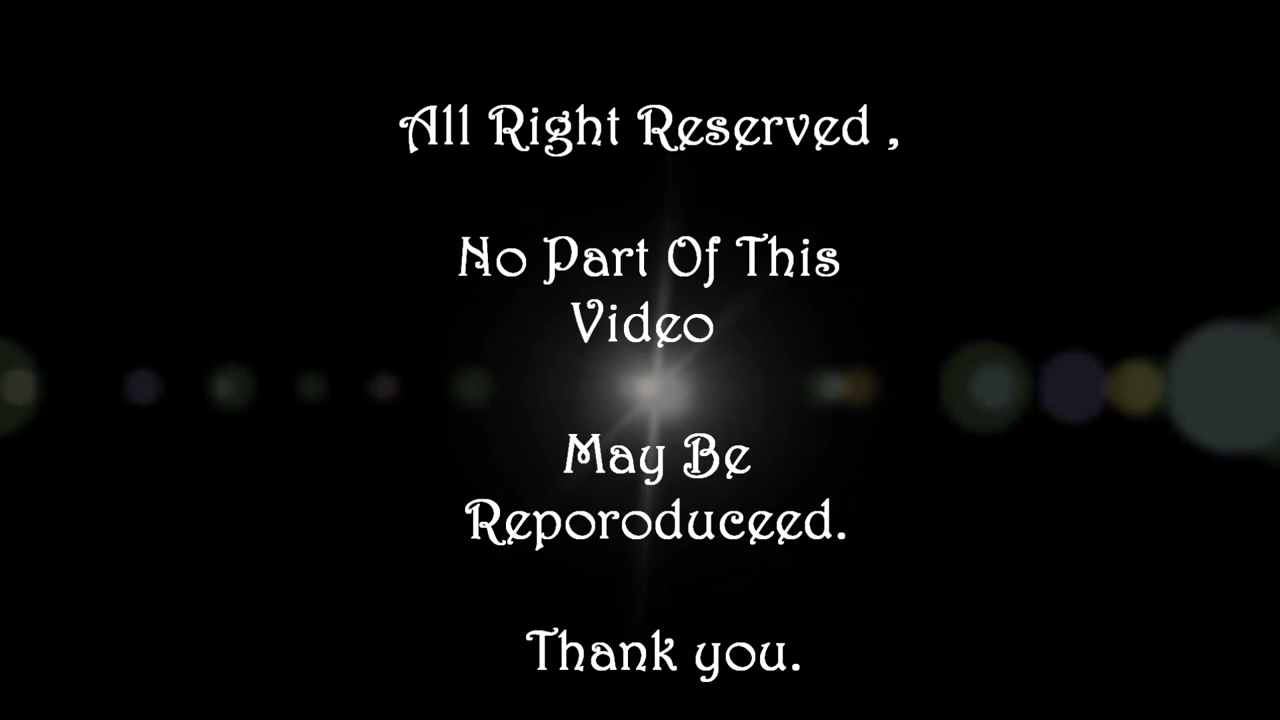 All Right Reserved ,
No Part Of This
Video
May Be
Reporoduceed.
Thank you.